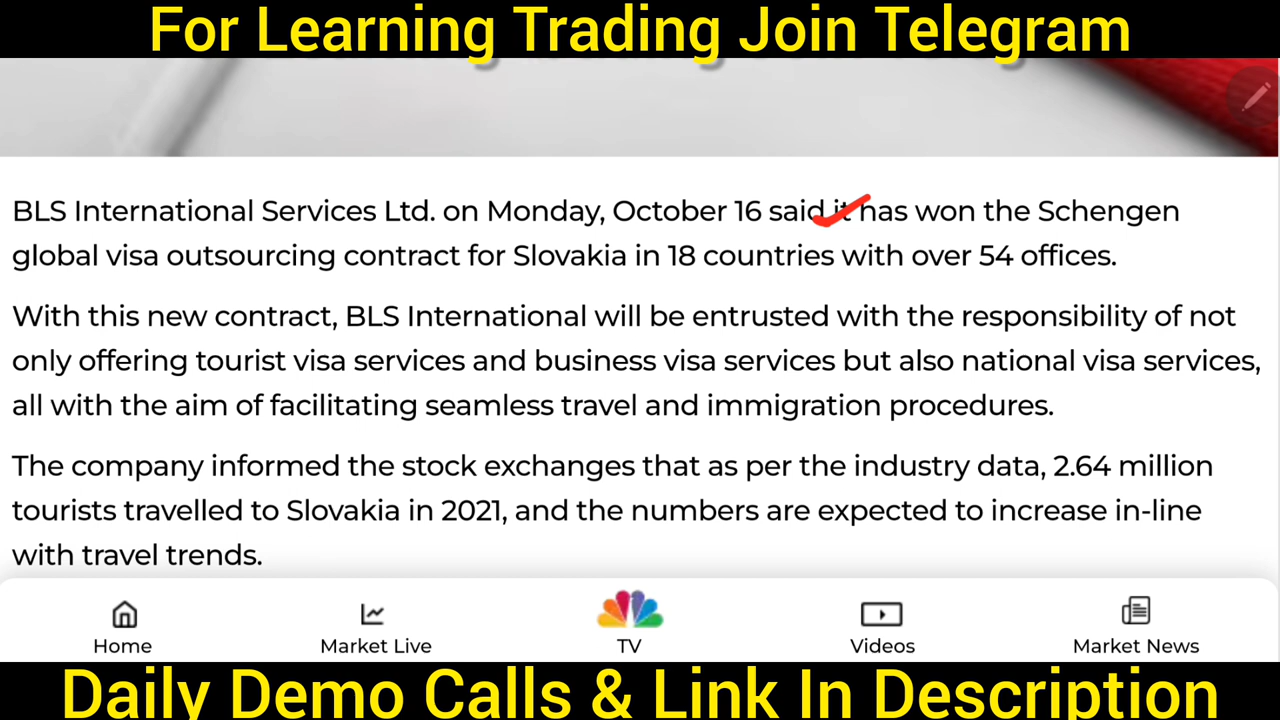 For Learning Trading Join Telegram
BLS International Services Ltd. on Monday, October 16 said it has won the Schengen
global visa outsourcing contract for Slovakia in 18 countries with over 54 offices.
With this new contract, BLS International will be entrusted with the responsibility of not
only offering tourist visa services and business visa services but also national visa services,
all with the aim of facilitating seamless travel and immigration procedures.
The company informed the stock exchanges that as per the industry data, 2.64 million
tourists travelled to Slovakia in 2021, and the numbers are expected to increase in-line
with travel trends.
Home Market Live TV Videos Market News
Daily Demo Calls & Link In Description